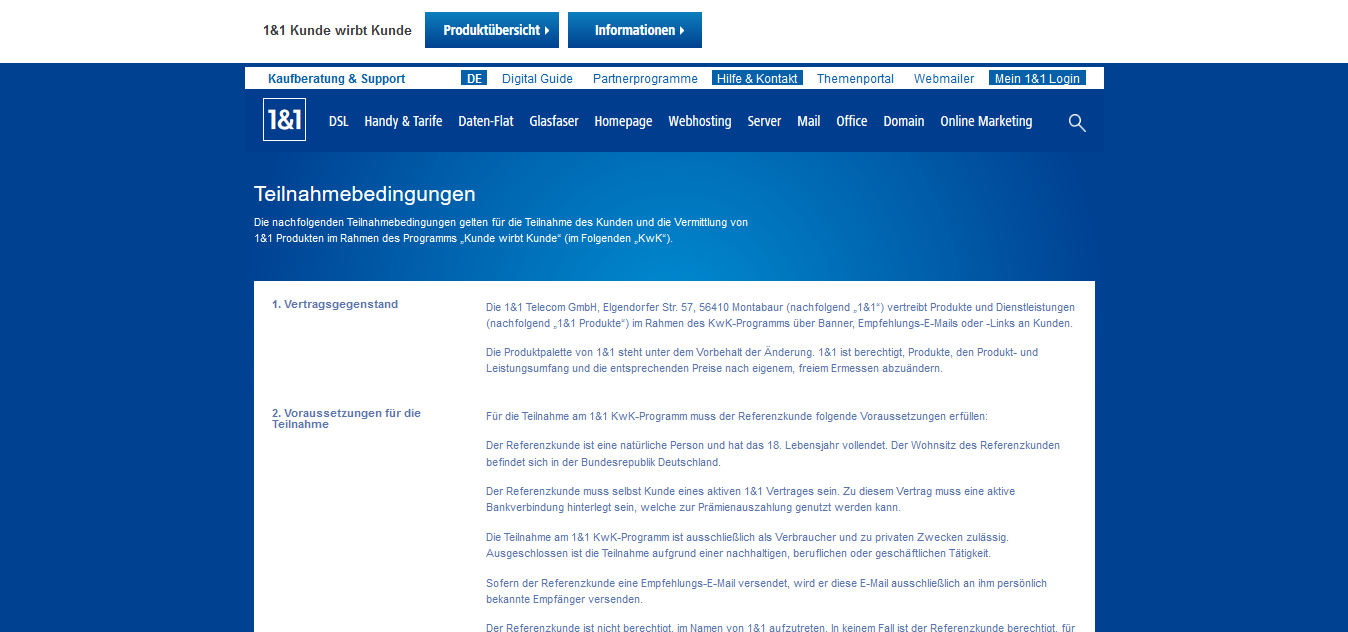 1&1 Kunde wirbt Kunde
Produktübersicht
Informationen
Kaufberatung & Support
DE
Digital Guide
Partnerprogramme
Hilfe & Kontakt
Themenportal
Webmailer
Mein 1&1 Login
1&1
DSL
Handy & Tarife
Daten-Flat
Glasfaser
Homepage
Webhosting
Server
Mail
Office
Domain
Online Marketing
Teilnahmebedingungen
Die nachfolgenden Teilnahmebedingungen gelten für die Teilnahme des Kunden und die Vermittlung von
1&1 Produkten im Rahmen des Programms „Kunde wirbt Kunde“ (im Folgenden „KwK“).
1. Vertragsgegenstand
Die 1&1 Telecom GmbH, Elgendorfer Str. 57, 56410 Montabaur (nachfolgend „1&1“) vertreibt Produkte und Dienstleistungen
(nachfolgend „1&1 Produkte“) im Rahmen des KwK-Programms über Banner, Empfehlungs-E-Mails oder -Links an Kunden.
Die Produktpalette von 1&1 steht unter dem Vorbehalt der Änderung. 1&1 ist berechtigt, Produkte, den Produkt- und
Leistungsumfang und die entsprechenden Preise nach eigenem, freiem Ermessen abzuändern.
2. Voraussetzungen für die
Teilnahme
Für die Teilnahme am 1&1 KwK-Programm muss der Referenzkunde folgende Voraussetzungen erfüllen:
Der Referenzkunde ist eine natürliche Person und hat das 18. Lebensjahr vollendet. Der Wohnsitz des Referenzkunden
befindet sich in der Bundesrepublik Deutschland.
Der Referenzkunde muss selbst Kunde eines aktiven 1&1 Vertrages sein. Zu diesem Vertrag muss eine aktive
Bankverbindung hinterlegt sein, welche zur Prämienauszahlung genutzt werden kann.
Die Teilnahme am 1&1 KwK-Programm ist ausschließlich als Verbraucher und zu privaten Zwecken zulässig.
Ausgeschlossen ist die Teilnahme aufgrund einer nachhaltigen, beruflichen oder geschäftlichen Tätigkeit.
Sofern der Referenzkunde eine Empfehlungs-E-Mail versendet, wird er diese E-Mail ausschließlich an ihm persönlich
bekannte Empfänger versenden.
Der Referenzkunde ist nicht berechtigt, im Namen von 1&1 aufzutreten. In keinem Fall ist der Referenzkunde berechtigt, für